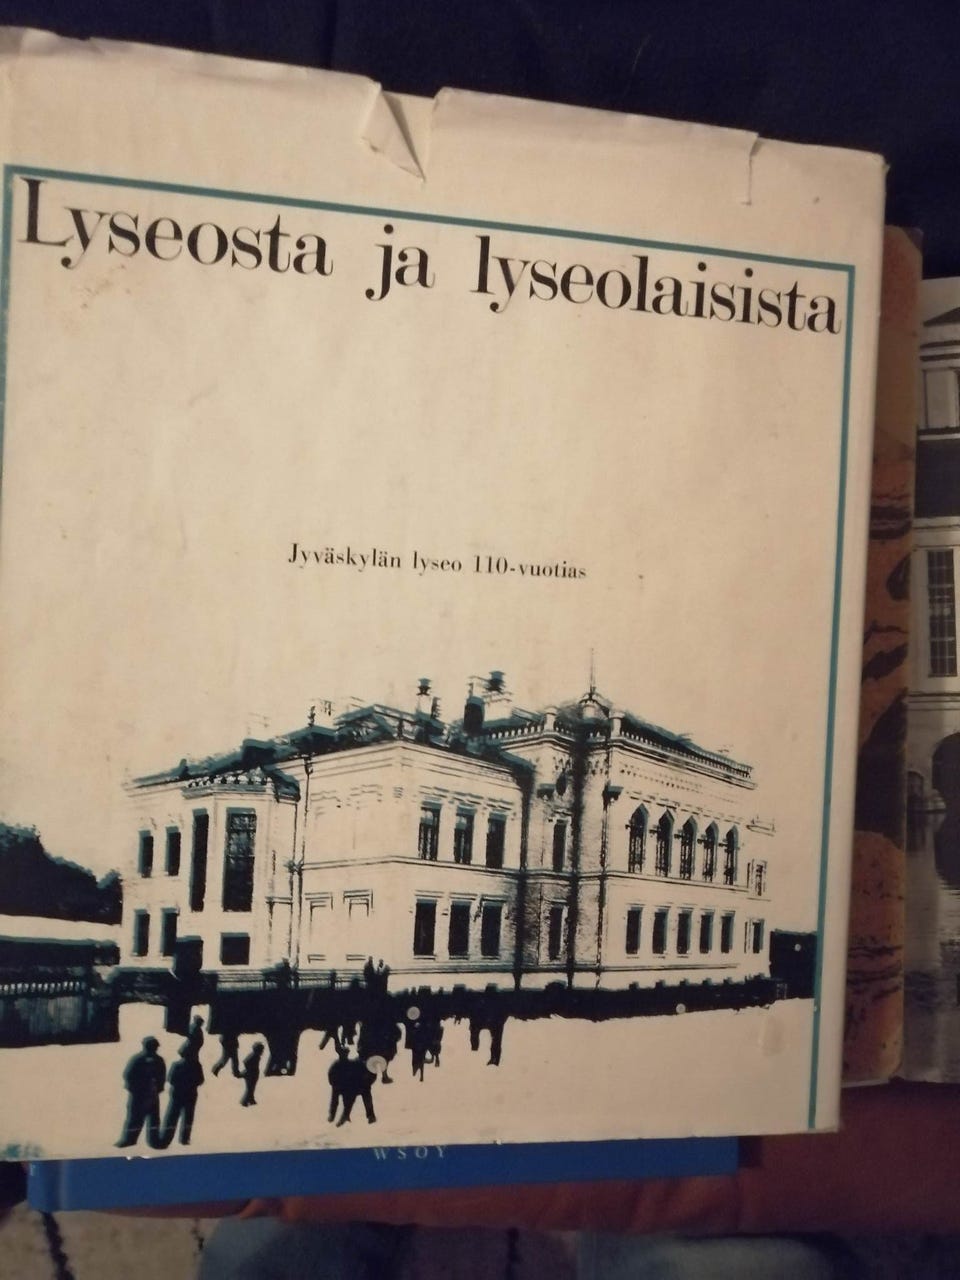 Lyseosta ja lyseolaisista
Jyväskylän lyseo 110-vuotias
WSOY